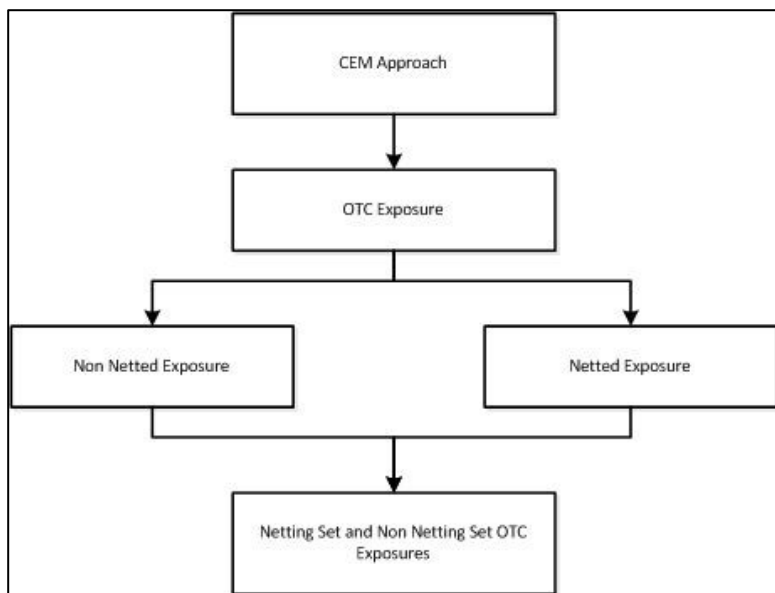 CEM Approach
OTC Exposure
Non Netted Exposure
Netted Exposure
Netting Set and Non Netting Set OTC
Exposures